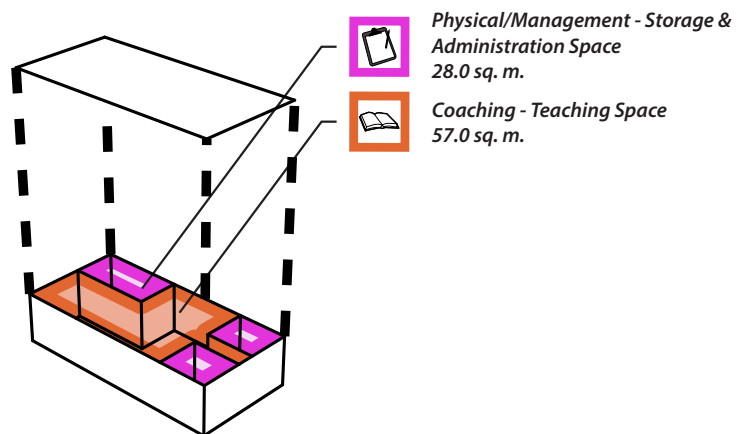 Physical/Management - Storage &
Administration Space
28.0 sq. m.
Coaching - Teaching Space
57.0 sq. m.